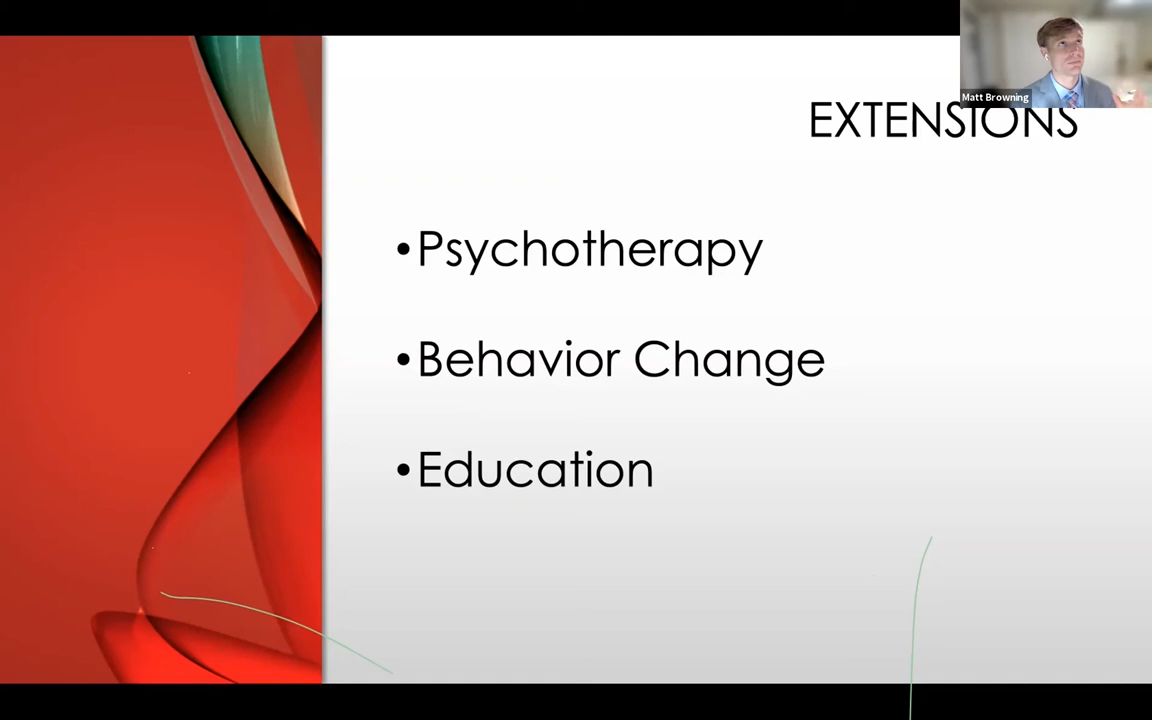 Matt Browning
EXTENSIONS
•Psychotherapy
•Behavior Change
•Education